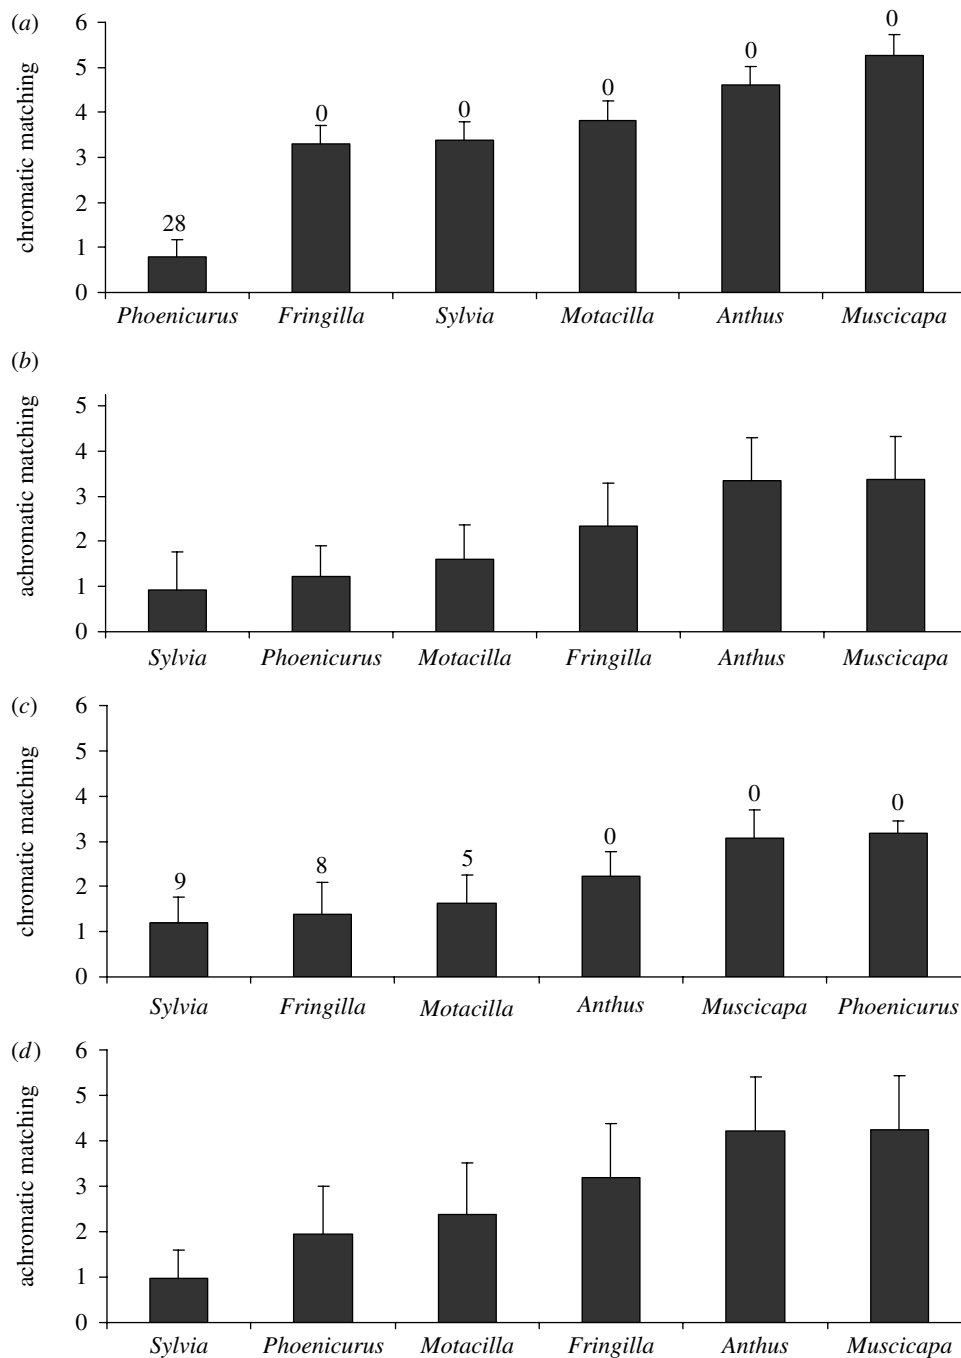 (a)
chromatic matching
6
5
4
3
2
1
0
28 0 0 0 0 0
Phoenicurus Fringilla Sylvia Motacilla Anthus Muscicapa
(b)
achromatic matching
5
4
3
2
1
0
Sylvia Phoenicurus Motacilla Fringilla Anthus Muscicapa
(c)
chromatic matching
6
5
4
3
2
1
0
9 8 5 0 0 0
Sylvia Fringilla Motacilla Anthus Muscicapa Phoenicurus
(d)
achromatic matching
6
5
4
3
2
1
0
Sylvia Phoenicurus Motacilla Fringilla Anthus Muscicapa